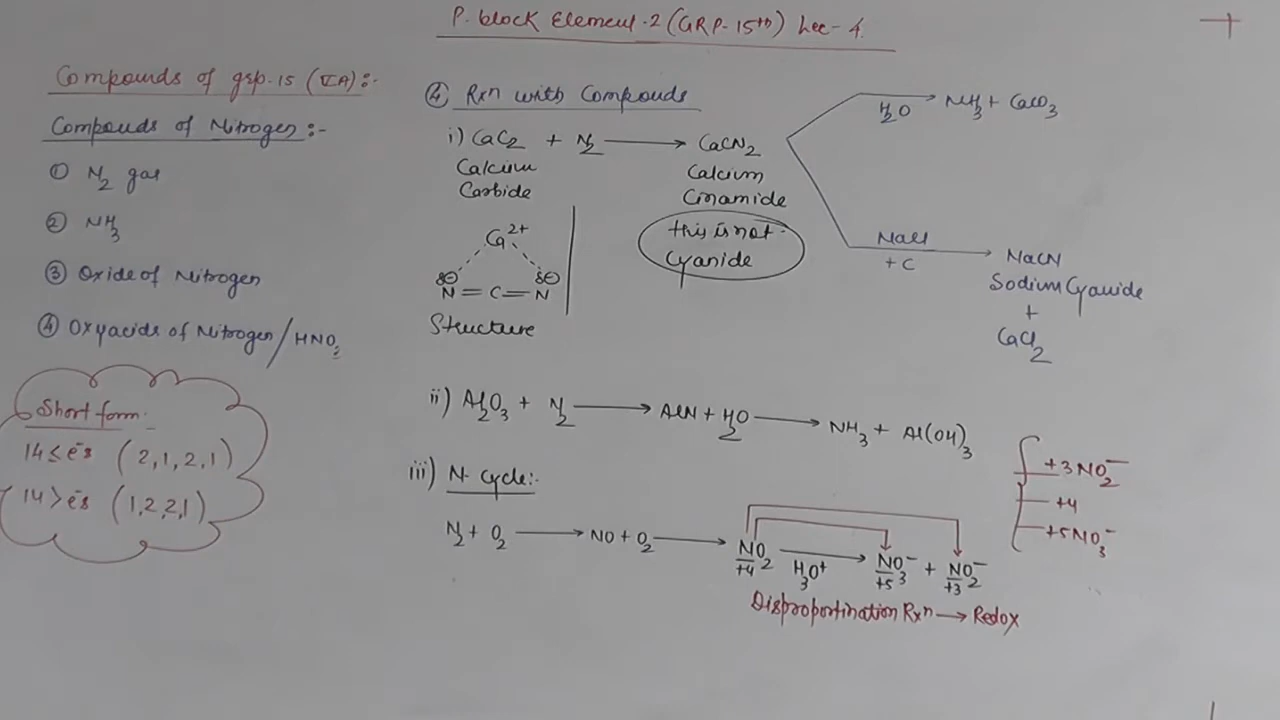 P. block Element-2 (GRP-15th) Lec-4.
Compounds of grp-15 (VA):-
Compouds of Nitrogen:-
① N2 gas
② NH3
③ Oxide of Nitrogen
④ Oxyacids of Nitrogen/HNO2
Short form:
14 ≤ e⁻s (2,1,2,1)
14 > e⁻s (1,2,2,1)
④ Rxn with Compouds
i) CaC2 + N2 → CaCN2
Calcium Carbide
Calcium Cinamide
this is not Cyanide
H2O → NH3 + CaCO3
NaCl + C → NaCN
Sodium Cyanide
+
CaCl2
Ca2+
N = C = N
Structure
ii) Al2O3 + N2 → AlN + H2O → NH3 + Al(OH)3
iii) N-Cycle:-
N2 + O2 → NO + O2 → NO2 H3O+ → NO3⁻ + NO2⁻
+4 +5 +3
Disproportination Rxn → Redox
+3 NO2⁻
+4
+5 NO3⁻